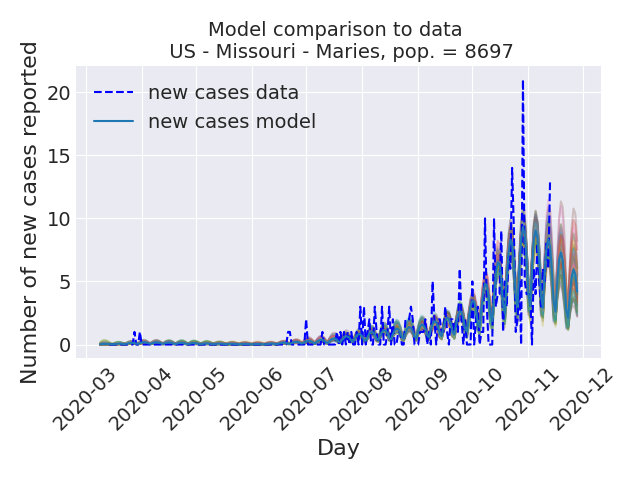 Model comparison to data
US - Missouri - Maries, pop. = 8697
Number of new cases reported
20
15
10
5
0
new cases data
new cases model
2020-03
2020-04
2020-05
2020-06
2020-07
2020-08
2020-09
2020-10
2020-11
2020-12
Day